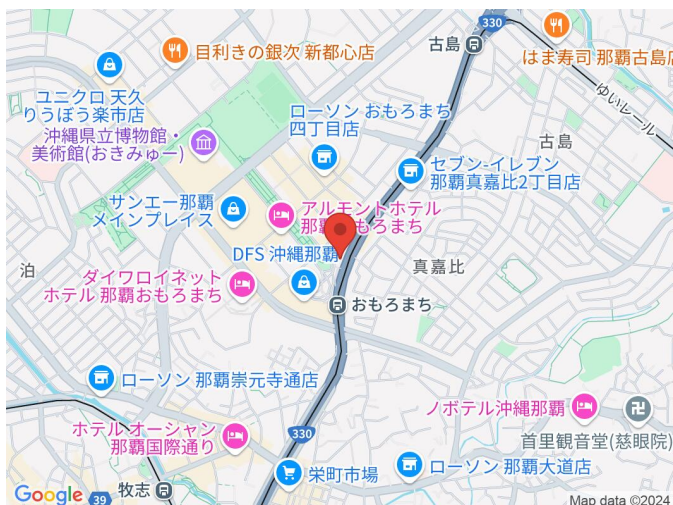 330
古島
目利きの銀次 新都心店
はま寿司 那覇古島店
ユニクロ 天久
りうぼう楽市店
ローソン おもろまち
四丁目店
ゆいレール
沖縄県立博物館・
美術館(おきみゅー)
古島
セブン-イレブン
那覇真嘉比2丁目店
サンエー那覇
メインプレイス
アルモントホテル
那覇おもろまち
DFS 沖縄那覇
真嘉比
泊
ダイワロイネット
ホテル 那覇おもろまち
おもろまち
ローソン 那覇崇元寺通店
ノボテル沖縄那覇
ホテル オーシャン
那覇国際通り
330
首里観音堂(慈眼院)
栄町市場
ローソン 那覇大道店
牧志
Google
39
Map data ©2024